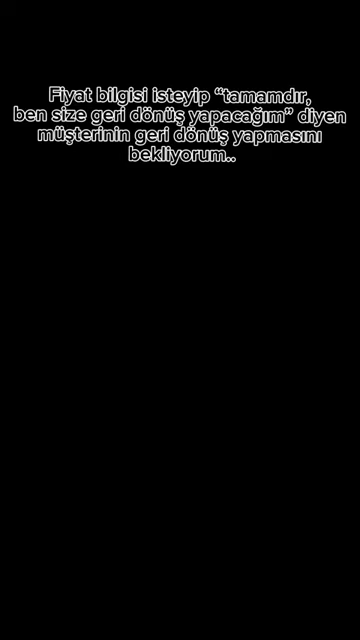 Fiyat bilgisi isteyip “tamamdır,
ben size geri dönüş yapacağım” diyen
müşterinin geri dönüş yapmasını
bekliyorum..